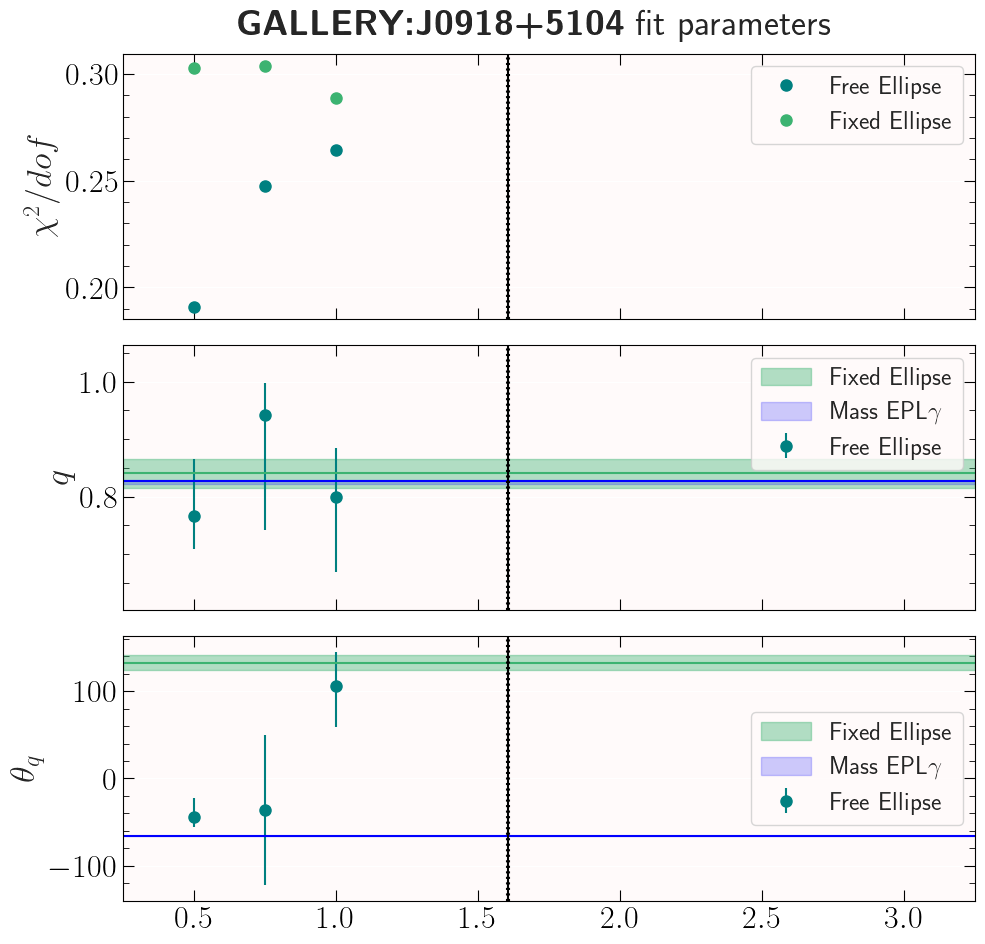 GALLERY:J0918+5104 fit parameters
0.30
0.25
0.20
χ²/dof
Free Ellipse
Fixed Ellipse
1.0
0.8
q
Fixed Ellipse
Mass EPLγ
Free Ellipse
100
0
−100
θq
Fixed Ellipse
Mass EPLγ
Free Ellipse
0.5 1.0 1.5 2.0 2.5 3.0